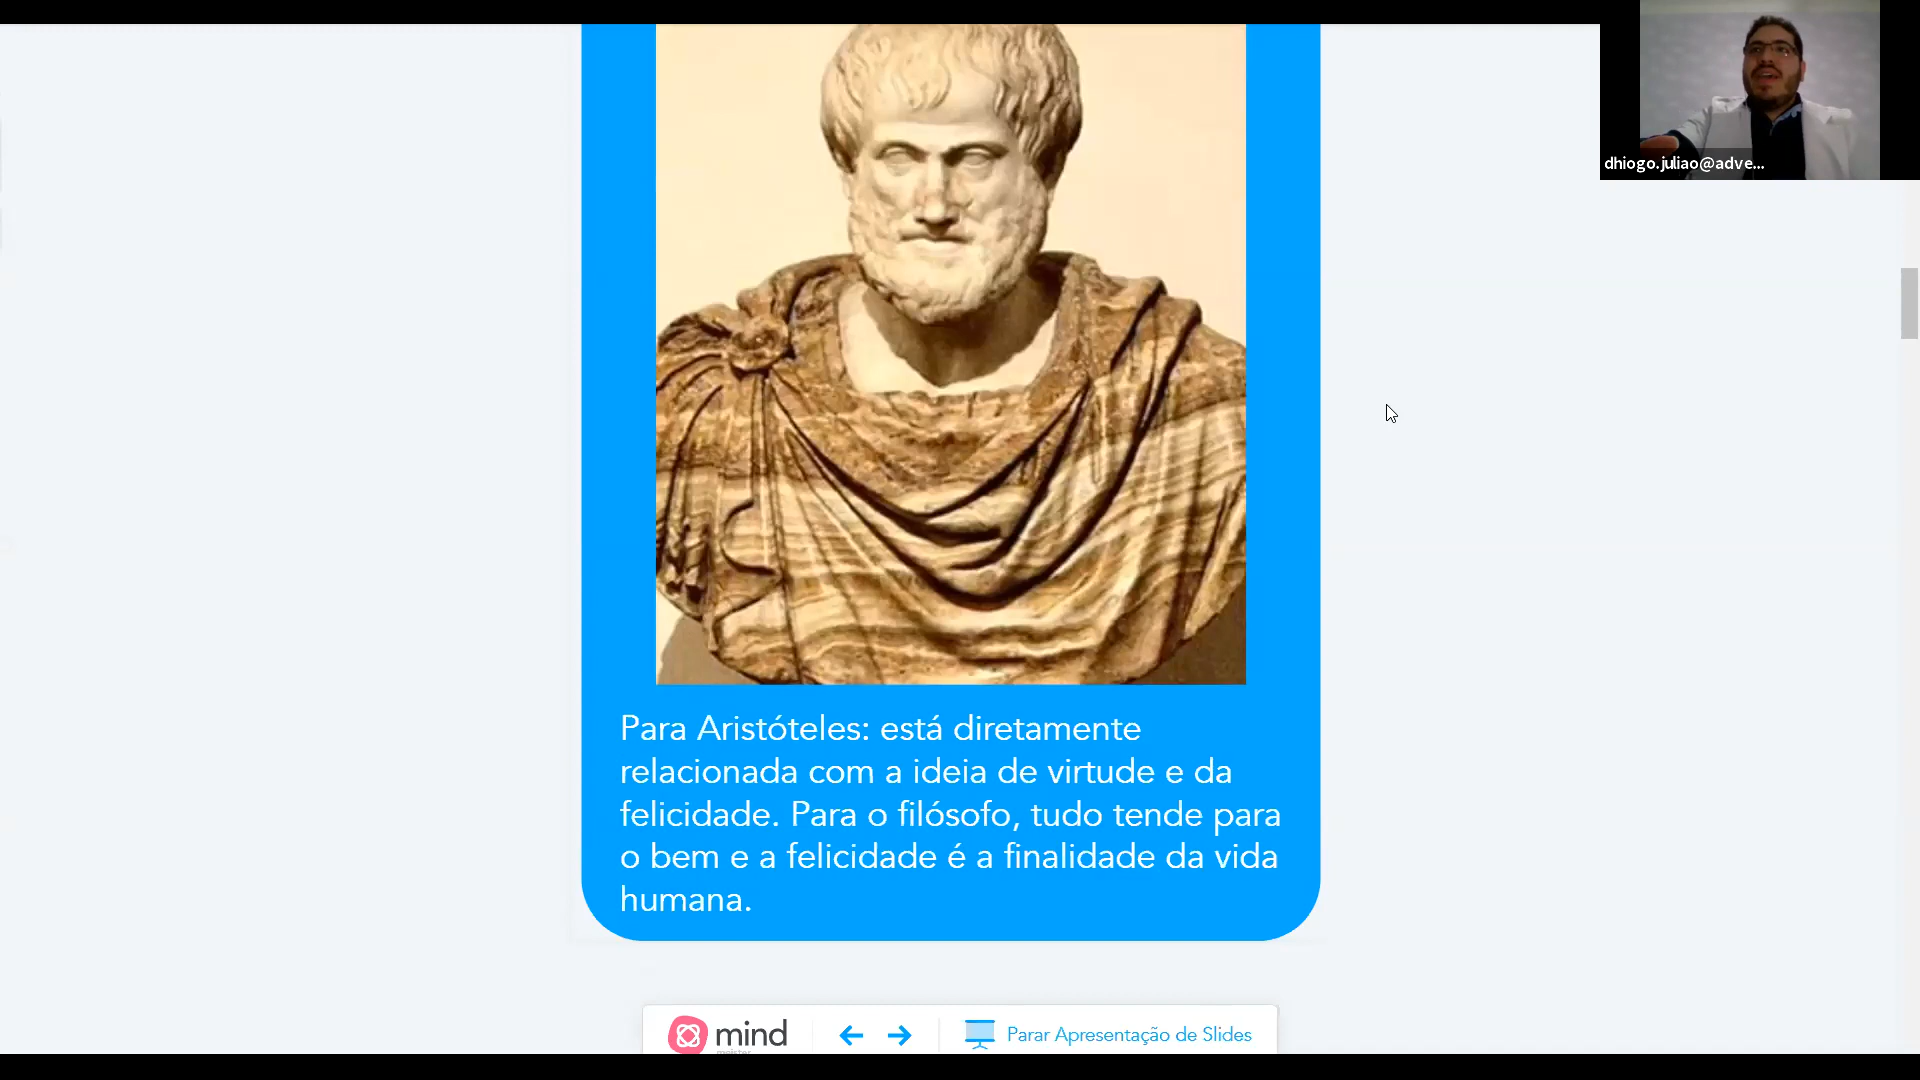 dhiogo.juliao@adve...
Para Aristóteles: está diretamente
relacionada com a ideia de virtude e da
felicidade. Para o filósofo, tudo tende para
o bem e a felicidade é a finalidade da vida
humana.
mind
meister
Parar Apresentação de Slides